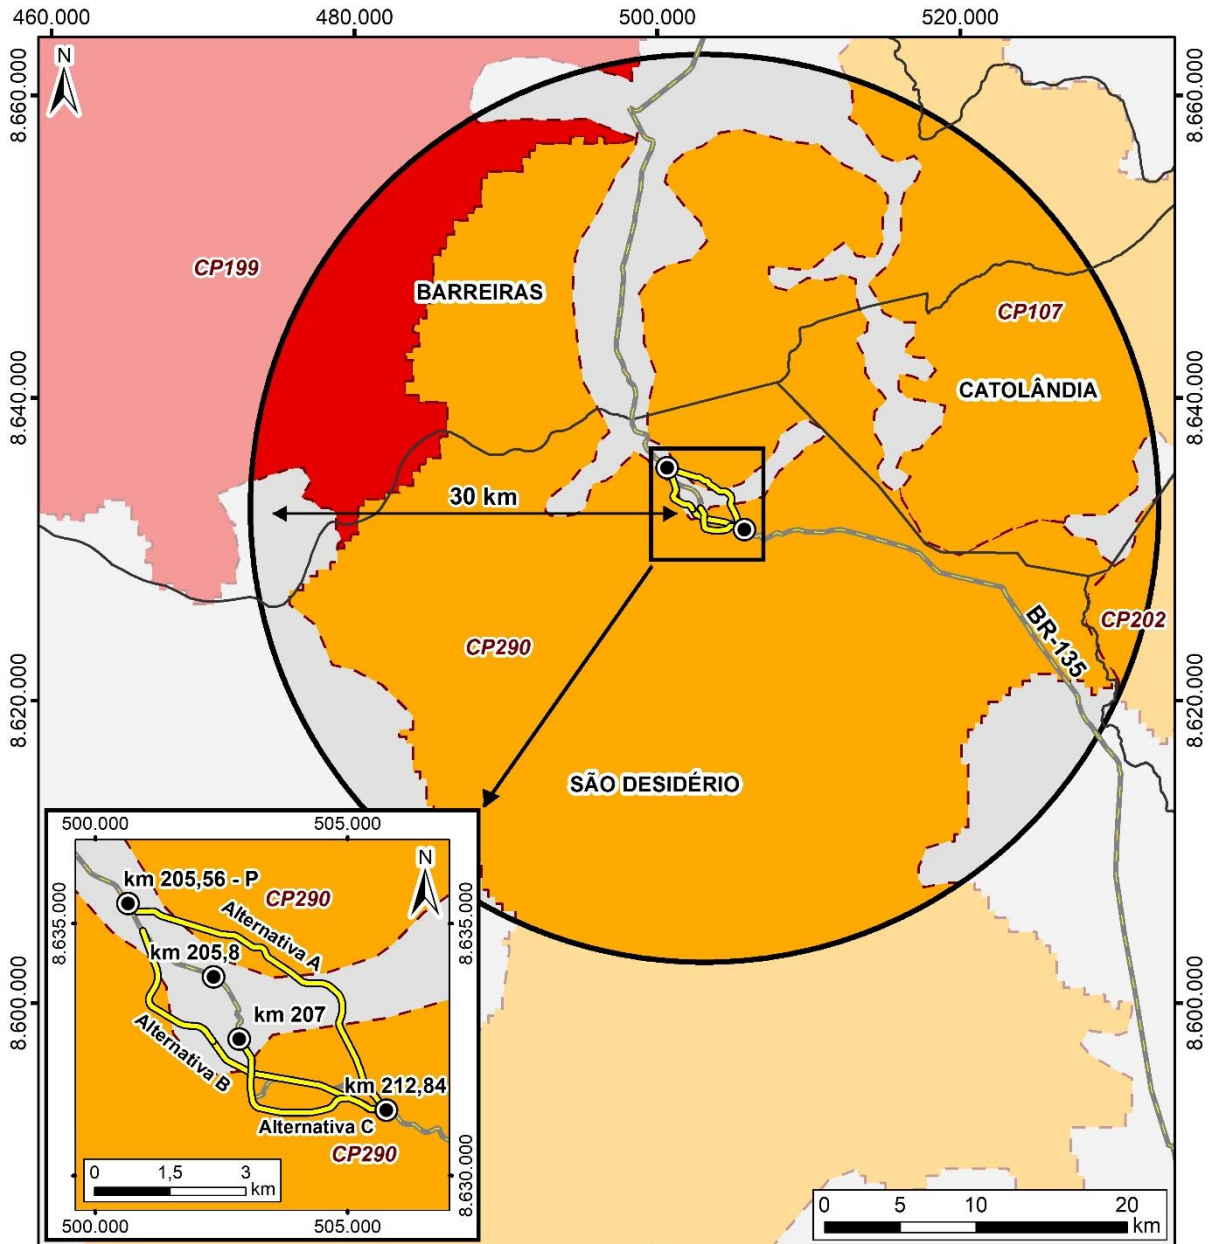 460.000
480.000
500.000
520.000
N
8.660.000
8.660.000
CP199
BARREIRAS
CP107
CATOLÂNDIA
8.640.000
8.640.000
30 km
CP290
CP202
BR-135
8.620.000
8.620.000
SÃO DESIDÉRIO
8.600.000
8.600.000
500.000
505.000
N
km 205,56 - P
CP290
8.635.000
8.635.000
Alternativa A
km 205,8
km 207
Alternativa B
km 212,84
Alternativa C
CP290
8.630.000
0
1,5
3
km
500.000
505.000
0
5
10
20
km